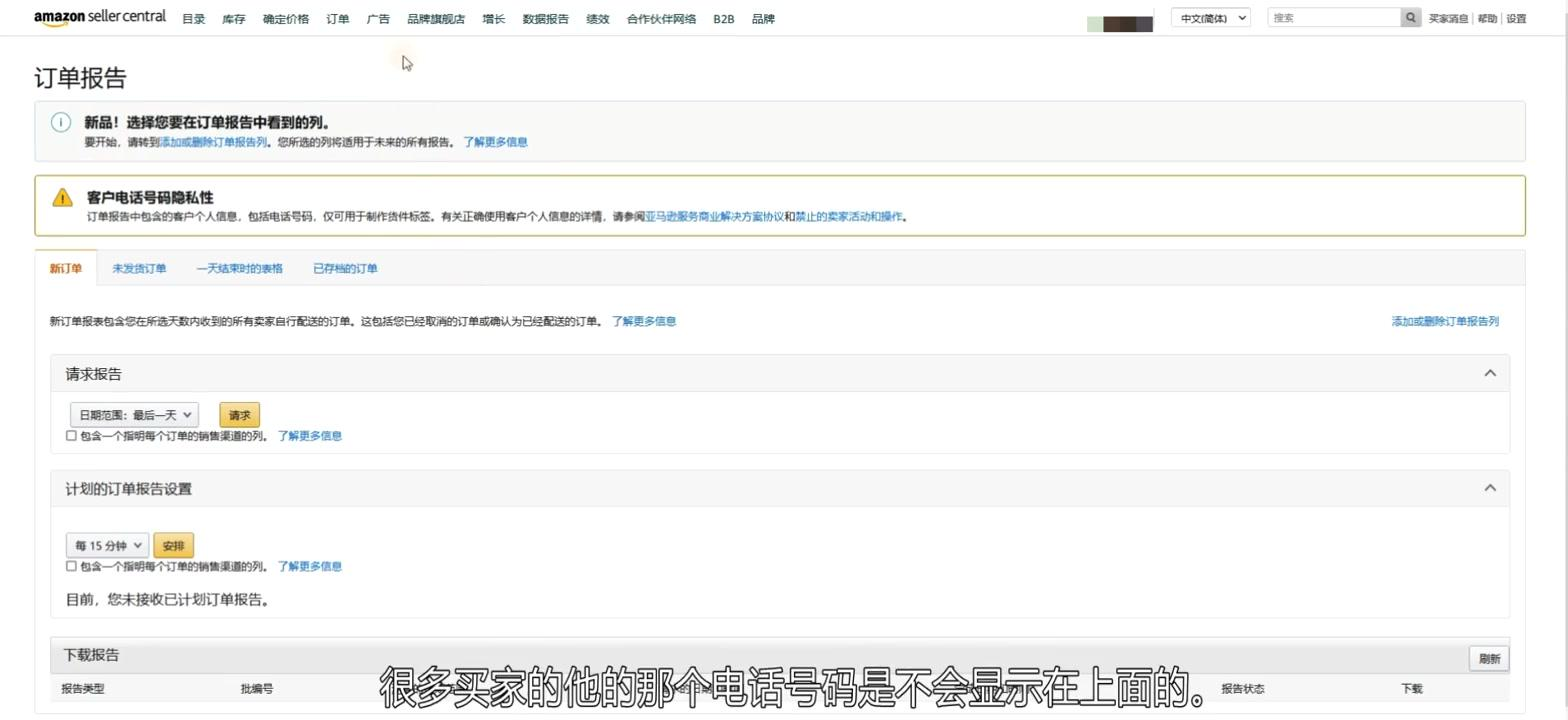 amazon seller central 目录 库存 确定价格 订单 广告 品牌旗舰店 增长 数据报告 绩效 合作伙伴网络 B2B 品牌 中文(简体) 搜索 买家消息 | 帮助 | 设置
订单报告
新品！选择您要在订单报告中看到的列。
要开始，请转到添加或删除订单报告列。您所选的列将适用于未来的所有报告。 了解更多信息
客户电话号码隐私性
订单报告中包含的客户个人信息，包括电话号码，仅可用于制作货件标签。有关正确使用客户个人信息的详情，请参阅亚马逊服务商业解决方案协议和禁止的卖家活动和操作。
新订单 未发货订单 一天结束时的表格 已存档的订单
新订单报表包含您在所选天数内收到的所有卖家自行配送的订单。这包括您已经取消的订单或确认为已经配送的订单。 了解更多信息 添加或删除订单报告列
请求报告
日期范围：最后一天 请求
包含一个指明每个订单的销售渠道的列。 了解更多信息
计划的订单报告设置
每 15 分钟 安排
包含一个指明每个订单的销售渠道的列。 了解更多信息
目前，您未接收已计划订单报告。
下载报告 刷新
报告类型 批编号 报告状态 下载
很多买家的他的那个电话号码是不会显示在上面的。